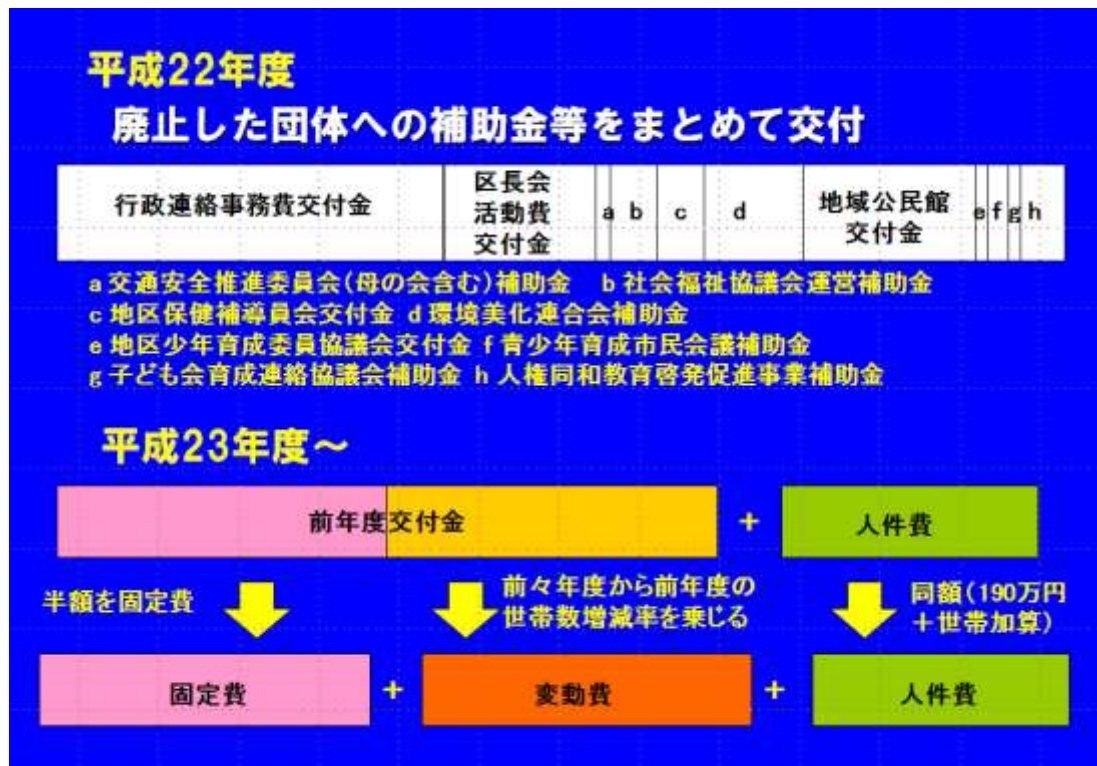 平成22年度
廃止した団体への補助金等をまとめて交付
行政連絡事務費交付金
区長会
活動費
交付金
a b c d
地域公民館
交付金
e f g h
a 交通安全推進委員会(母の会含む)補助金 b 社会福祉協議会運営補助金
c 地区保健補導員会交付金 d 環境美化連合会補助金
e 地区少年育成委員協議会交付金 f 青少年育成市民会議補助金
g 子ども会育成連絡協議会補助金 h 人権同和教育啓発促進事業補助金
平成23年度～
前年度交付金 + 人件費
半額を固定費
前々年度から前年度の
世帯数増減率を乗じる
同額(190万円
+世帯加算)
固定費 + 変動費 + 人件費